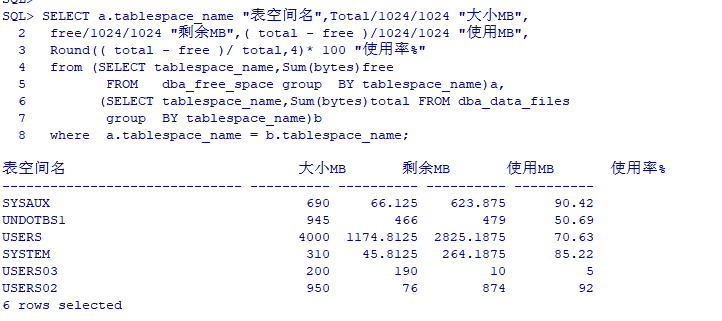 SQL>
SQL> SELECT a.tablespace_name "表空间名",Total/1024/1024 "大小MB",
2 free/1024/1024 "剩余MB",( total - free )/1024/1024 "使用MB",
3 Round(( total - free )/ total,4)* 100 "使用率%"
4 from (SELECT tablespace_name,Sum(bytes)free
5 FROM dba_free_space group BY tablespace_name)a,
6 (SELECT tablespace_name,Sum(bytes)total FROM dba_data_files
7 group BY tablespace_name)b
8 where a.tablespace_name = b.tablespace_name;
表空间名 大小MB 剩余MB 使用MB 使用率%
------------------------------ ---------- ---------- ---------- ----------
SYSAUX 690 66.125 623.875 90.42
UNDOTBS1 945 466 479 50.69
USERS 4000 1174.8125 2825.1875 70.63
SYSTEM 310 45.8125 264.1875 85.22
USERS03 200 190 10 5
USERS02 950 76 874 92
6 rows selected